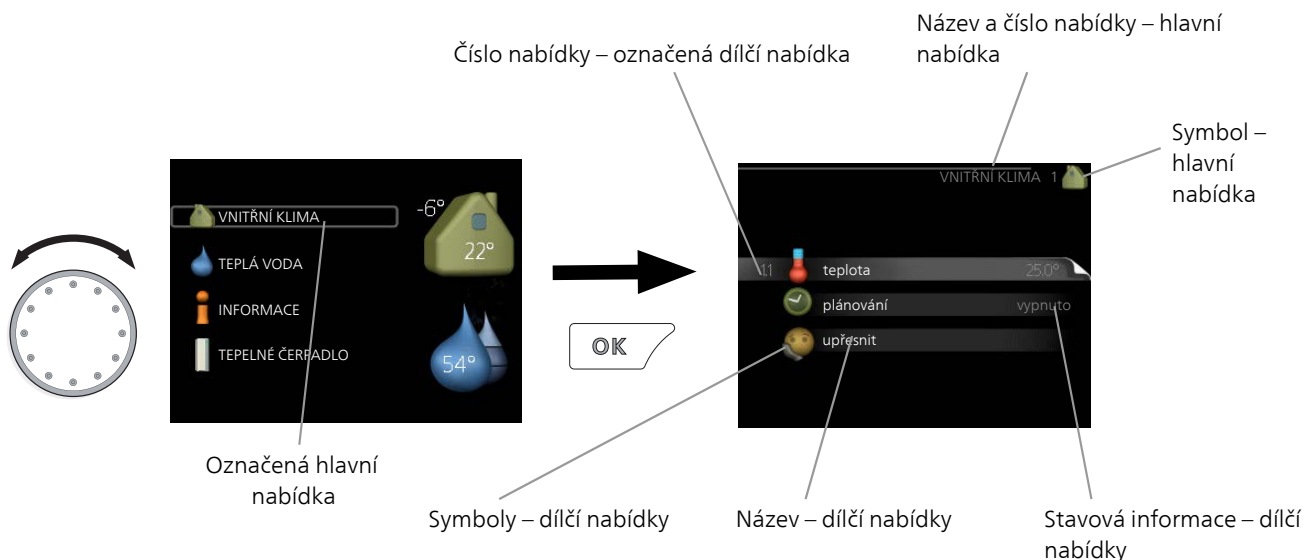 Název a číslo nabídky – hlavní
nabídka
Číslo nabídky – označená dílčí nabídka
Symbol –
hlavní
nabídka
VNITŘNÍ KLIMA
-6°
22°
TEPLÁ VODA
INFORMACE
TEPELNÉ ČERPADLO
54°
OK
VNITŘNÍ KLIMA 1
1.1 teplota 25.0°
plánování vypnuto
upřesnit
Označená hlavní
nabídka
Symboly – dílčí nabídky
Název – dílčí nabídky
Stavová informace – dílčí
nabídky